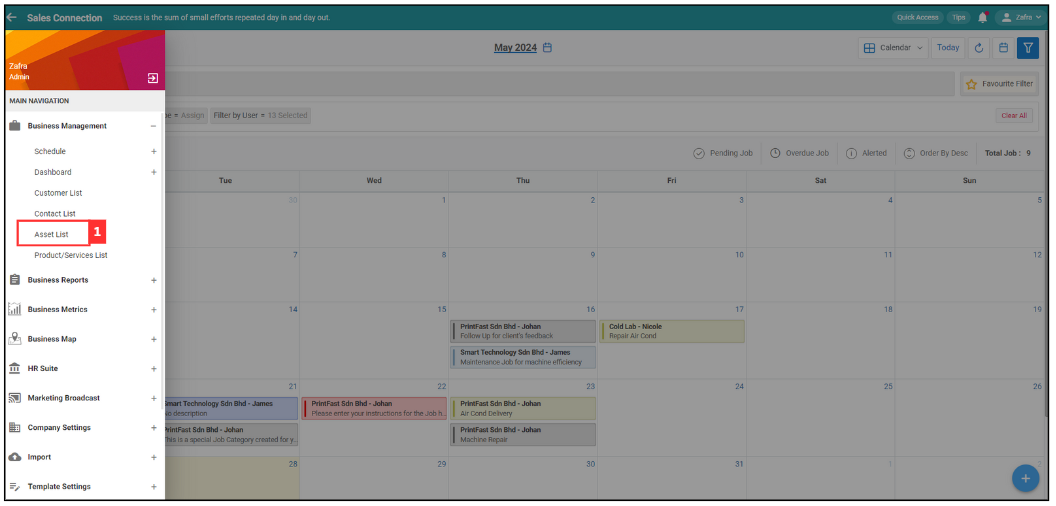 Sales Connection Success is the sum of small efforts repeated day in and day out. Quick Access Tips Zafra
Zafra
Admin
May 2024 Calendar Today
MAIN NAVIGATION
Favourite Filter
Business Management
Assign Filter by User = 13 Selected Clear All
Schedule
Pending Job Overdue Job Alerted Order By Desc Total Job : 9
Dashboard
Tue Wed Thu Fri Sat Sun
Customer List
30 1 2 3 4 5
Contact List
Asset List 1
Product/Services List
7 8 9 10 11 12
Business Reports
Business Metrics
14 15 16 17 18 19
PrintFast Sdn Bhd - Johan Cold Lab - Nicole
Follow Up for client's feedback Repair Air Cond
Business Map
Smart Technology Sdn Bhd - James
Maintenance Job for machine efficiency
HR Suite
21 22 23 24 25 26
Marketing Broadcast
Smart Technology Sdn Bhd - James PrintFast Sdn Bhd - Johan PrintFast Sdn Bhd - Johan
description Please enter your instructions for the Job h... Air Cond Delivery
Company Settings
PrintFast Sdn Bhd - Johan PrintFast Sdn Bhd - Johan
This is a special Job Category created for y... Machine Repair
Import
28 29 30 31 1
Template Settings